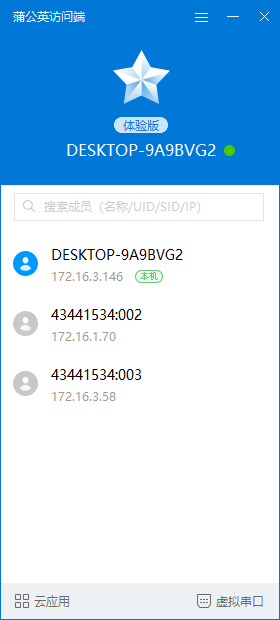 蒲公英访问端
体验版
DESKTOP-9A9BVG2
搜索成员（名称/UID/SID/IP）
DESKTOP-9A9BVG2
172.16.3.146 本机
43441534:002
172.16.1.70
43441534:003
172.16.3.58
云应用 虚拟串口